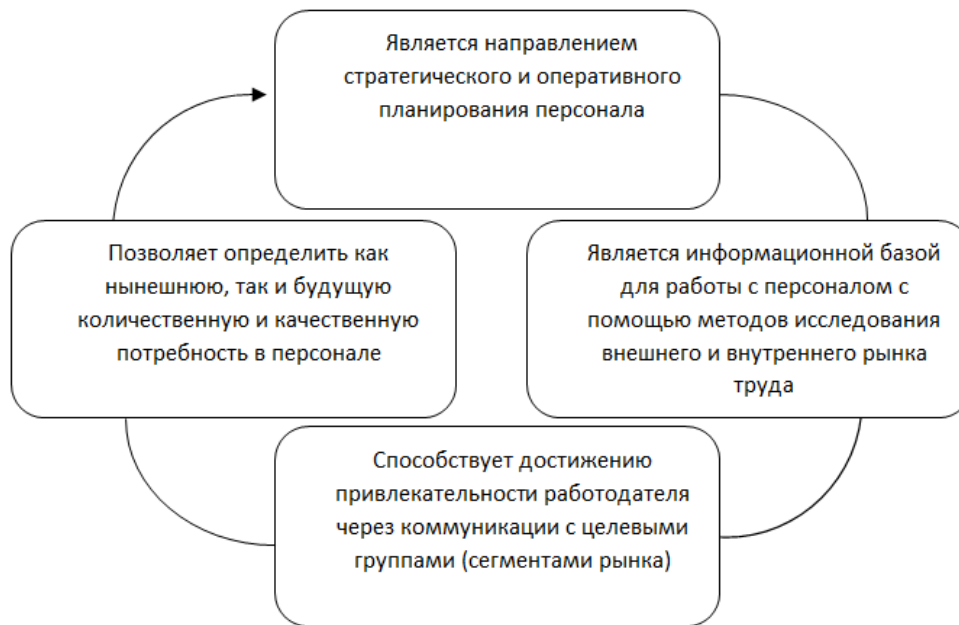 Является направлением
стратегического и оперативного
планирования персонала
Позволяет определить как
нынешнюю, так и будущую
количественную и качественную
потребность в персонале
Является информационной базой
для работы с персоналом с
помощью методов исследования
внешнего и внутреннего рынка
труда
Способствует достижению
привлекательности работодателя
через коммуникации с целевыми
группами (сегментами рынка)